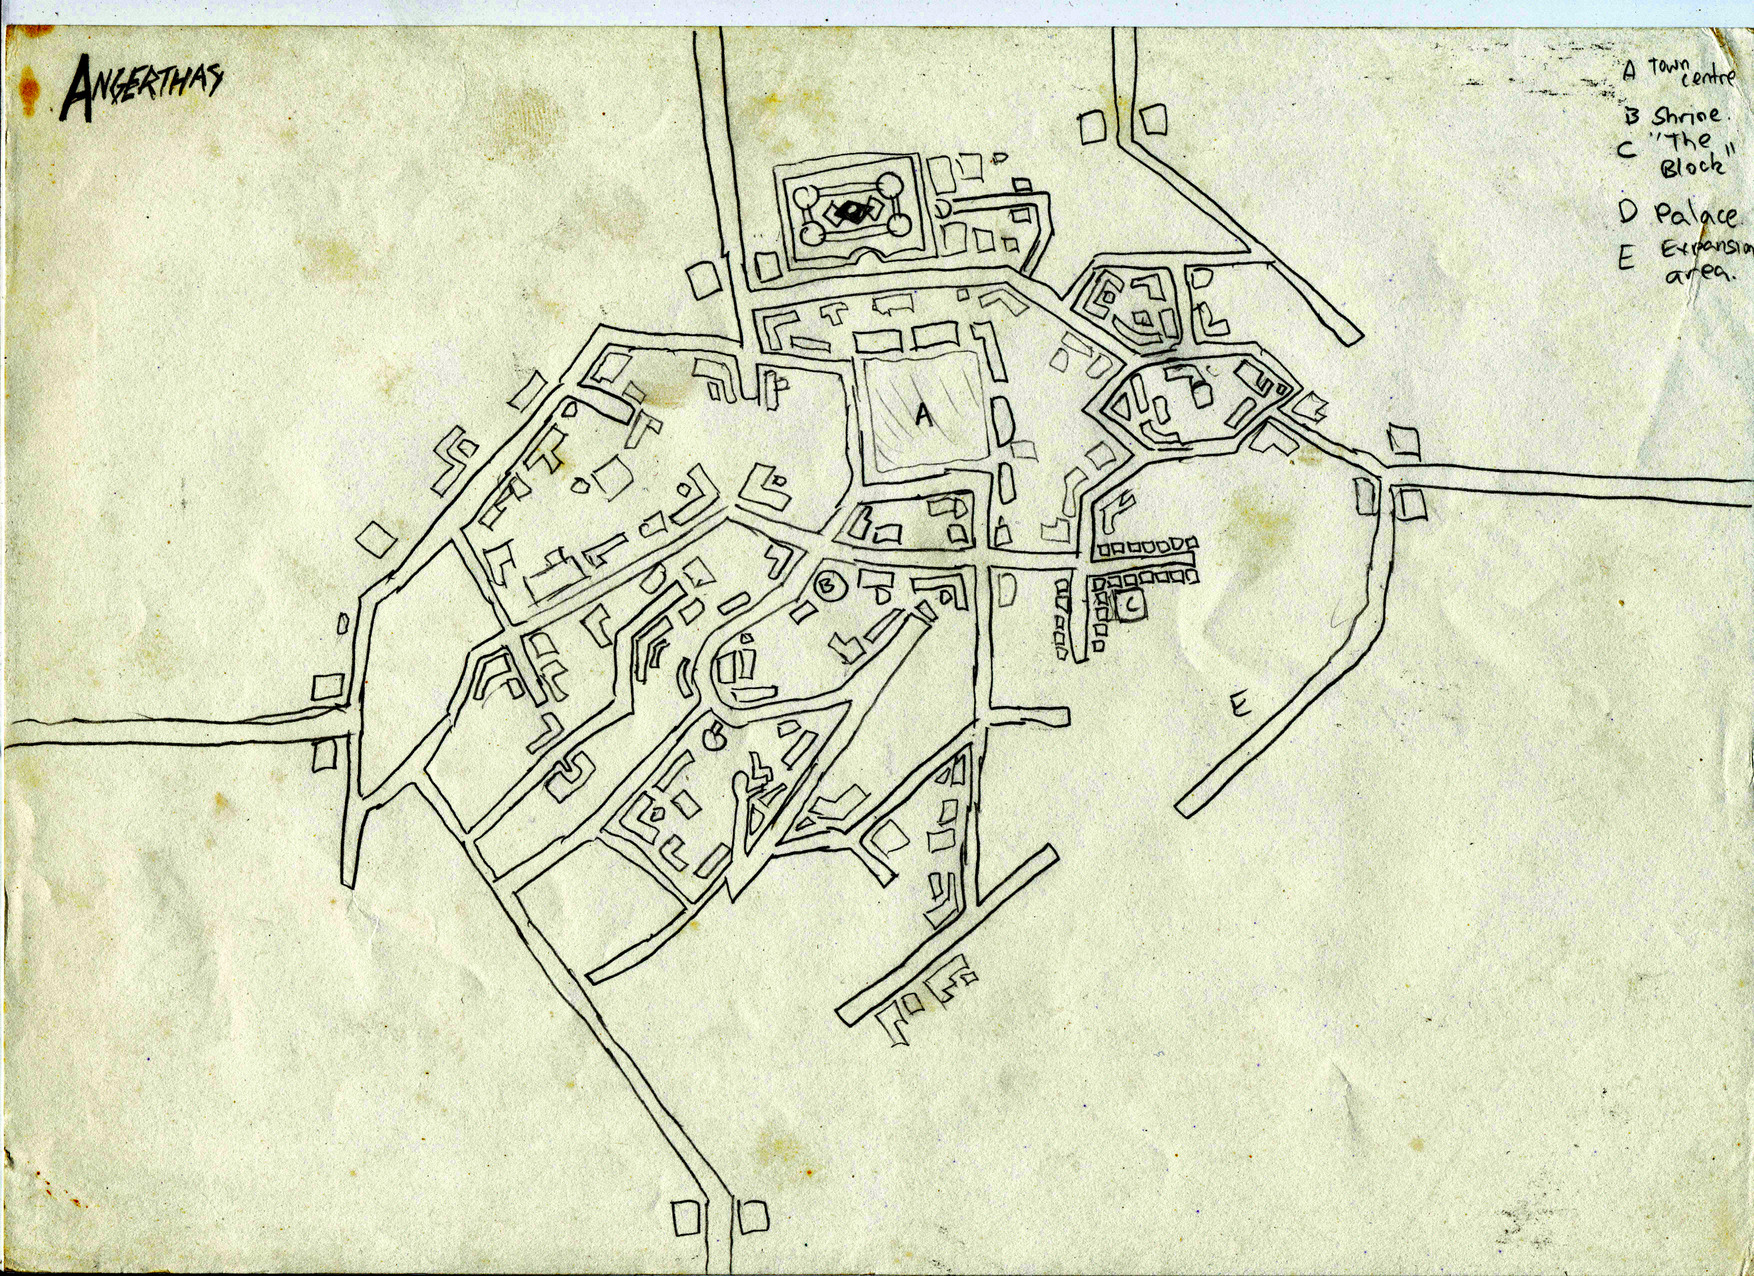 ANGERTHAS
A Town
centre
B Shrine.
C "The
Block"
D Palace.
E Expansion
area.
A
B
C
E